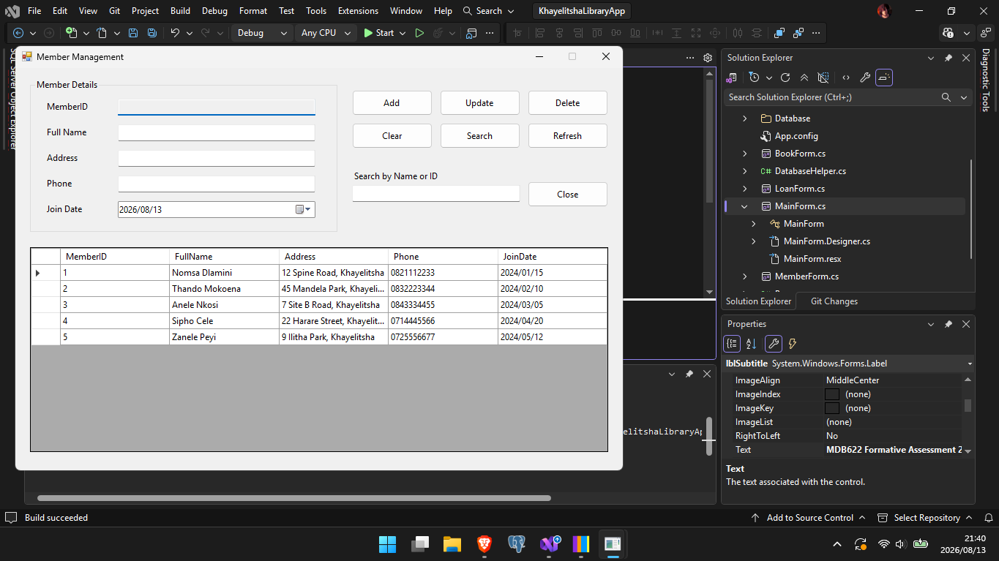 File Edit View Git Project Build Debug Format Test Tools Extensions Window Help Search KhayelitshaLibraryApp
Debug Any CPU Start
SQL Server Object Explorer
Member Management
Member Details
MemberID
Full Name
Address
Phone
Join Date 2026/08/13
Add Update Delete
Clear Search Refresh
Search by Name or ID
Close
MemberID FullName Address Phone JoinDate
1 Nomsa Dlamini 12 Spine Road, Khayelitsha 0821112233 2024/01/15
2 Thando Mokoena 45 Mandela Park, Khayeli... 0832223344 2024/02/10
3 Anele Nkosi 7 Site B Road, Khayelitsha 0843334455 2024/03/05
4 Sipho Cele 22 Harare Street, Khayelit... 0714445566 2024/04/20
5 Zanele Peyi 9 Ilitha Park, Khayelitsha 0725556677 2024/05/12
elitshaLibraryAp
Solution Explorer
Search Solution Explorer (Ctrl+;)
Database
App.config
BookForm.cs
C# DatabaseHelper.cs
LoanForm.cs
MainForm.cs
MainForm
MainForm.Designer.cs
MainForm.resx
MemberForm.cs
Solution Explorer Git Changes
Properties
lblSubtitle System.Windows.Forms.Label
ImageAlign MiddleCenter
ImageIndex (none)
ImageKey (none)
ImageList (none)
RightToLeft No
Text MDB622 Formative Assessment 2
Text
The text associated with the control.
Diagnostic Tools
Build succeeded Add to Source Control Select Repository
21:40
2026/08/13